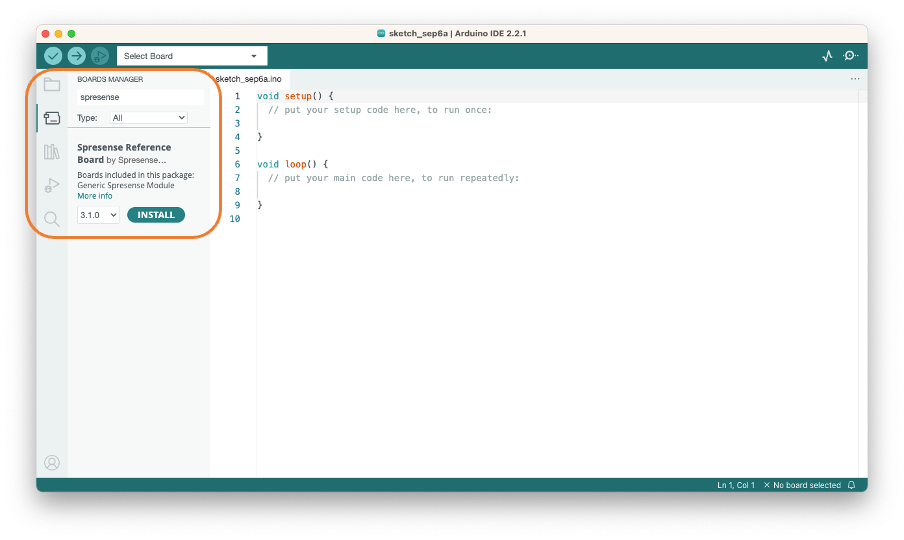 sketch_sep6a | Arduino IDE 2.2.1
Select Board
BOARDS MANAGER
spresense
Type: All
Spresense Reference
Board by Spresense...
Boards included in this package:
Generic Spresense Module
More info
3.1.0 INSTALL
sketch_sep6a.ino
...
1 void setup() {
2 // put your setup code here, to run once:
3
4 }
5
6 void loop() {
7 // put your main code here, to run repeatedly:
8
9 }
10
Ln 1, Col 1 × No board selected